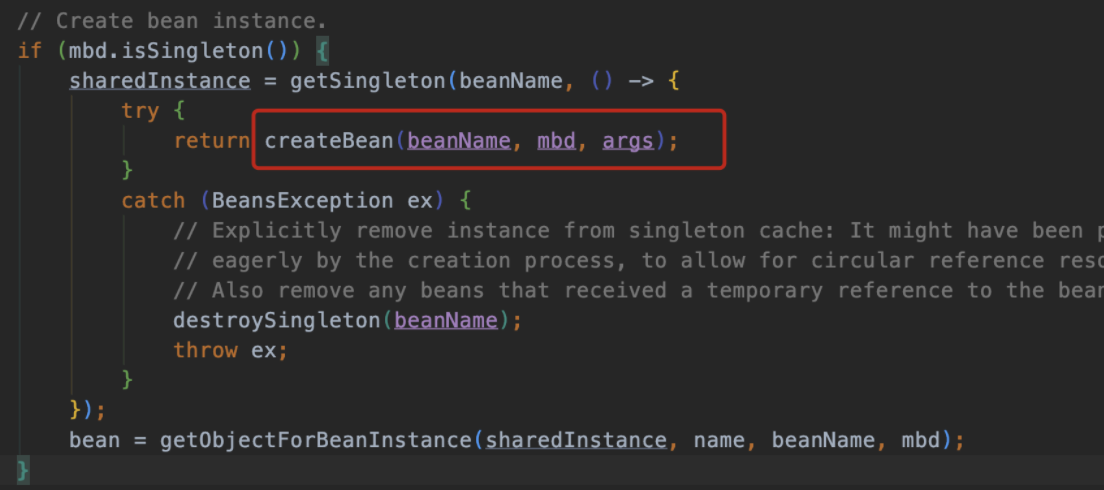 // Create bean instance.
if (mbd.isSingleton()) {
sharedInstance = getSingleton(beanName, () -> {
try {
return createBean(beanName, mbd, args);
}
catch (BeansException ex) {
// Explicitly remove instance from singleton cache: It might have been
// eagerly by the creation process, to allow for circular reference
// Also remove any beans that received a temporary reference to the
destroySingleton(beanName);
throw ex;
}
});
bean = getObjectForBeanInstance(sharedInstance, name, beanName, mbd);
}